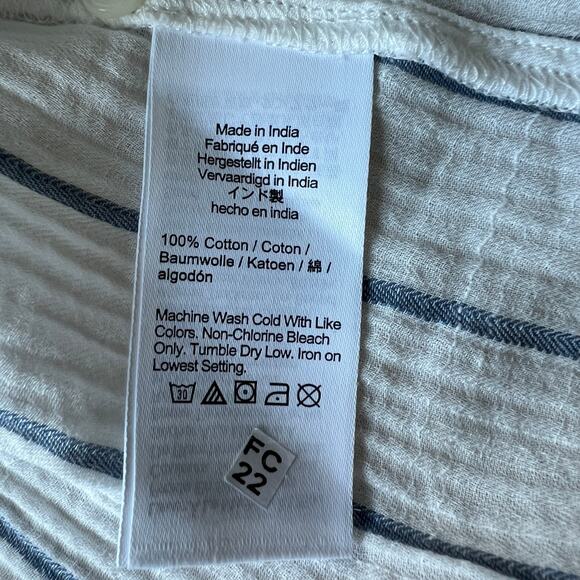 Made in India
Fabriqué en Inde
Hergestellt in Indien
Vervaardigd in India
インド製
hecho en india
100% Cotton / Coton /
Baumwolle / Katoen / 綿 /
algodón
Machine Wash Cold With Like
Colors. Non-Chlorine Bleach
Only. Tumble Dry Low. Iron on
Lowest Setting.
30
FC
22